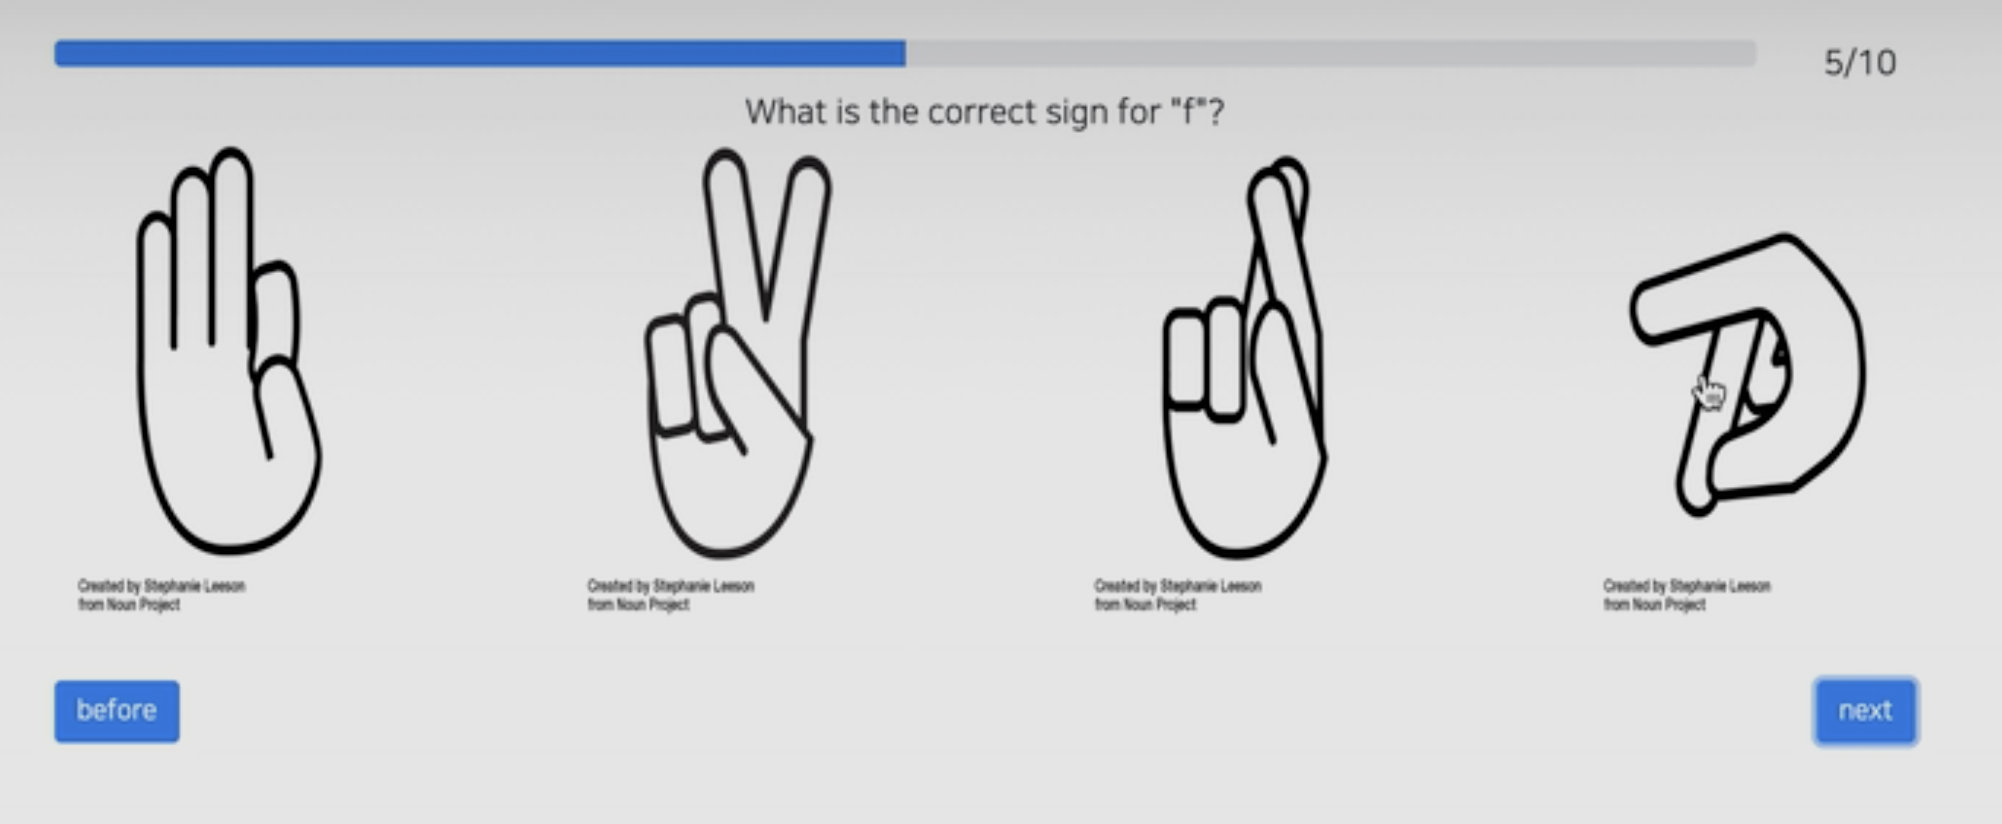 5/10
What is the correct sign for "f"?
Created by Stephanie Leeson
from Noun Project
Created by Stephanie Leeson
from Noun Project
Created by Stephanie Leeson
from Noun Project
Created by Stephanie Leeson
from Noun Project
before
next